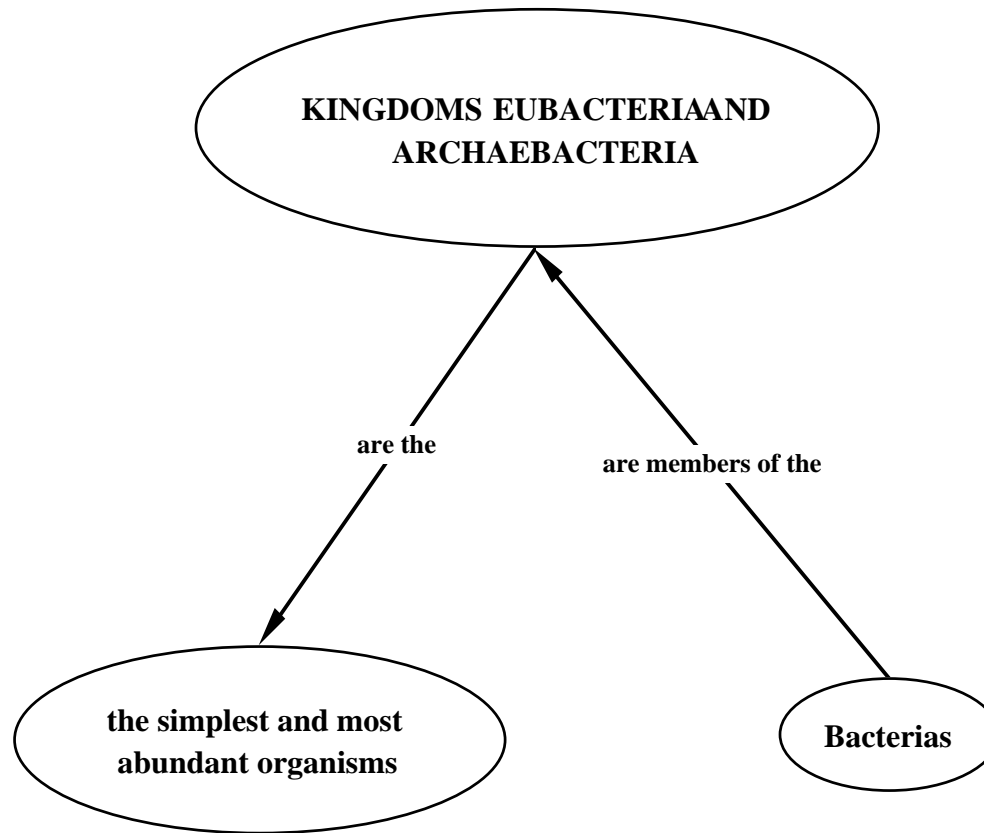 KINGDOMS EUBACTERIAAND
ARCHAEBACTERIA
are the
are members of the
the simplest and most
abundant organisms
Bacterias